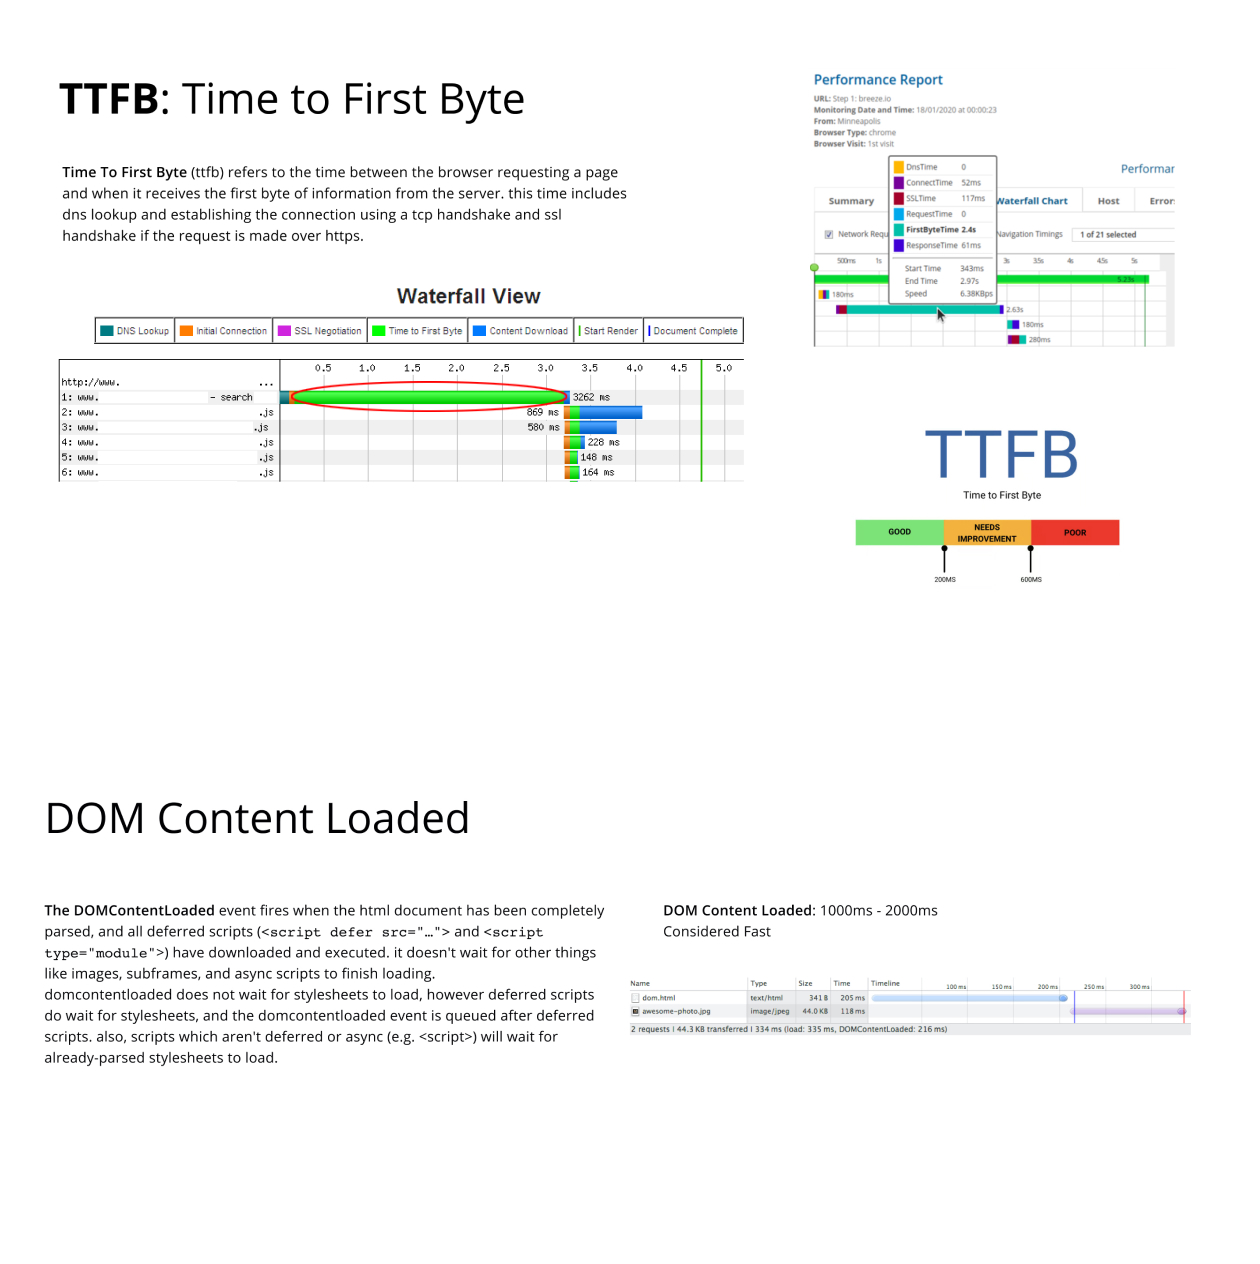 TTFB: Time to First Byte
Time To First Byte (ttfb) refers to the time between the browser requesting a page
and when it receives the first byte of information from the server. this time includes
dns lookup and establishing the connection using a tcp handshake and ssl
handshake if the request is made over https.
Waterfall View
DNS Lookup Initial Connection SSL Negotiation Time to First Byte Content Download Start Render Document Complete
0.5 1.0 1.5 2.0 2.5 3.0 3.5 4.0 4.5 5.0
http://www. ...
1: www. - search 3262 ms
2: www. .js 869 ms
3: www. .js 580 ms
4: www. .js 228 ms
5: www. .js 148 ms
6: www. .js 164 ms
Performance Report
URL: Step 1: breeze.io
Monitoring Date and Time: 18/01/2020 at 00:00:23
From: Minneapolis
Browser Type: chrome
Browser Visit: 1st visit
Performar
Summary Waterfall Chart Host Error
Network Requ Navigation Timings 1 of 21 selected
DnsTime 0
ConnectTime 52ms
SSLTime 117ms
RequestTime 0
FirstByteTime 2.4s
ResponseTime 61ms
Start Time 343ms
End Time 2.97s
Speed 6.38KBps
500ms 1s 3s 3.5s 4s 4.5s 5s
5.23s
180ms
2.63s
180ms
280ms
TTFB
Time to First Byte
GOOD
NEEDS
IMPROVEMENT
POOR
200MS 600MS
DOM Content Loaded
The DOMContentLoaded event fires when the html document has been completely
parsed, and all deferred scripts (<script defer src="…"> and <script
type="module">) have downloaded and executed. it doesn't wait for other things
like images, subframes, and async scripts to finish loading.
domcontentloaded does not wait for stylesheets to load, however deferred scripts
do wait for stylesheets, and the domcontentloaded event is queued after deferred
scripts. also, scripts which aren't deferred or async (e.g. <script>) will wait for
already-parsed stylesheets to load.
DOM Content Loaded: 1000ms - 2000ms
Considered Fast
Name Type Size Time Timeline
100 ms 150 ms 200 ms 250 ms 300 ms
dom.html text/html 341 B 205 ms
awesome-photo.jpg image/jpeg 44.0 KB 118 ms
2 requests | 44.3 KB transferred | 334 ms (load: 335 ms, DOMContentLoaded: 216 ms)